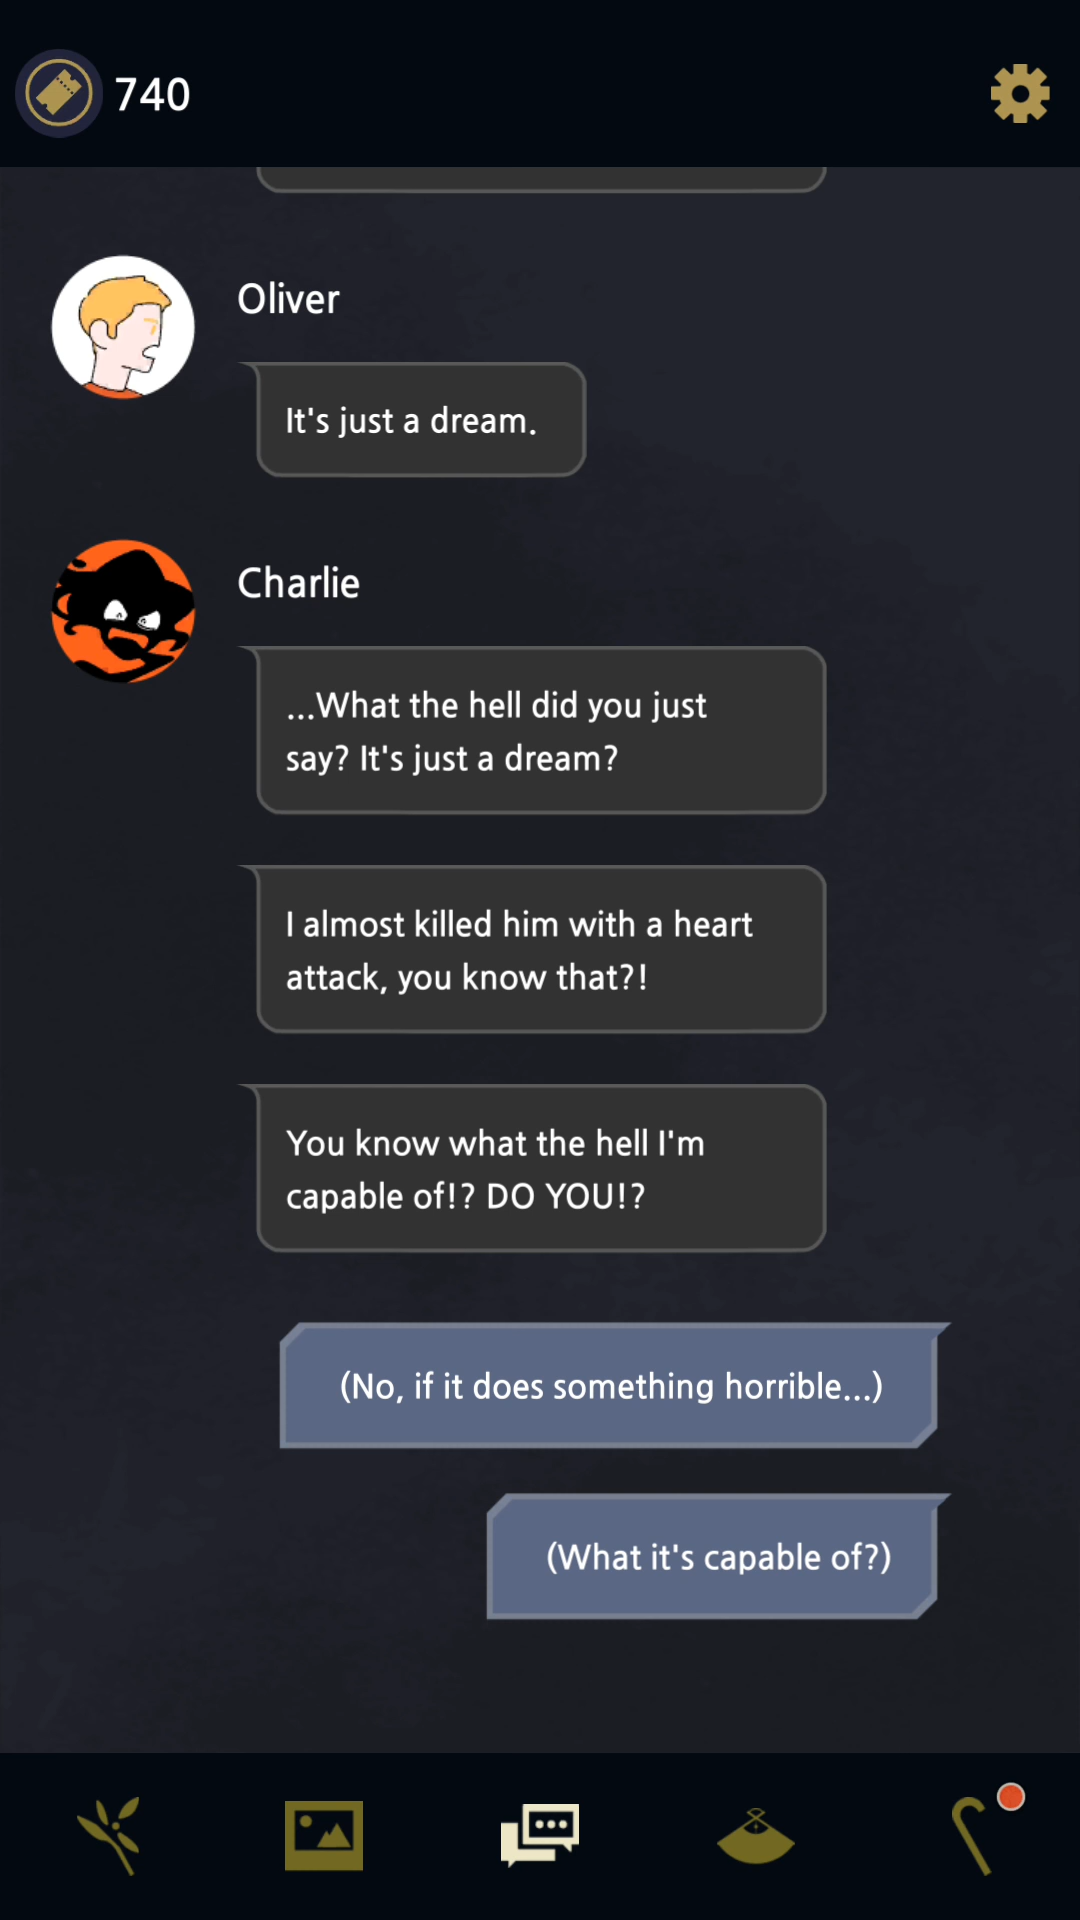 740
Oliver
It's just a dream.
Charlie
...What the hell did you just
say? It's just a dream?
I almost killed him with a heart
attack, you know that?!
You know what the hell I'm
capable of!? DO YOU!?
(No, if it does something horrible...)
(What it's capable of?)